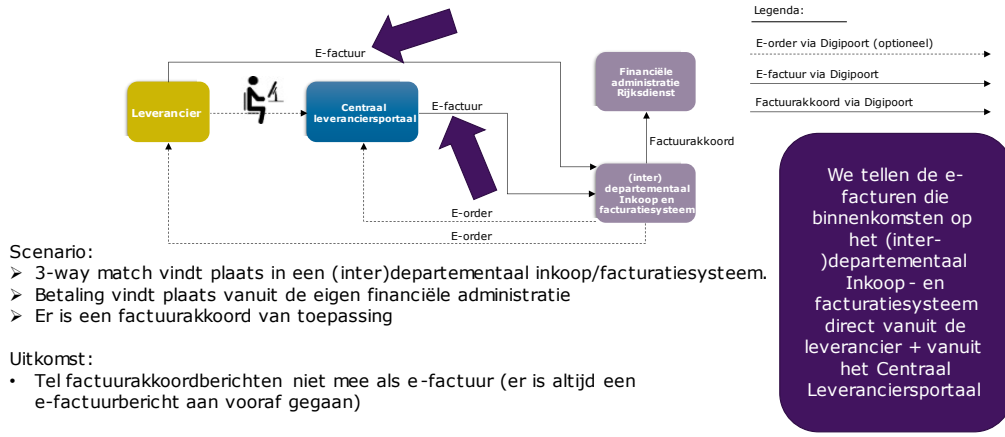 Legenda:
E-order via Digipoort (optioneel)
E-factuur via Digipoort
Factuurakkoord via Digipoort
E-factuur
Leverancier
Centraal
leveranciersportaal
E-factuur
Financiële
administratie
Rijksdienst
Factuurakkoord
(inter)
departementaal
Inkoop en
facturatiesysteem
E-order
E-order
Scenario:
➢ 3-way match vindt plaats in een (inter)departementaal inkoop/facturatiesysteem.
➢ Betaling vindt plaats vanuit de eigen financiële administratie
➢ Er is een factuurakkoord van toepassing
Uitkomst:
• Tel factuurakkoordberichten niet mee als e-factuur (er is altijd een
e-factuurbericht aan vooraf gegaan)
We tellen de e-
facturen die
binnenkomsten op
het (inter-
)departementaal
Inkoop- en
facturatiesysteem
direct vanuit de
leverancier + vanuit
het Centraal
Leveranciersportaal